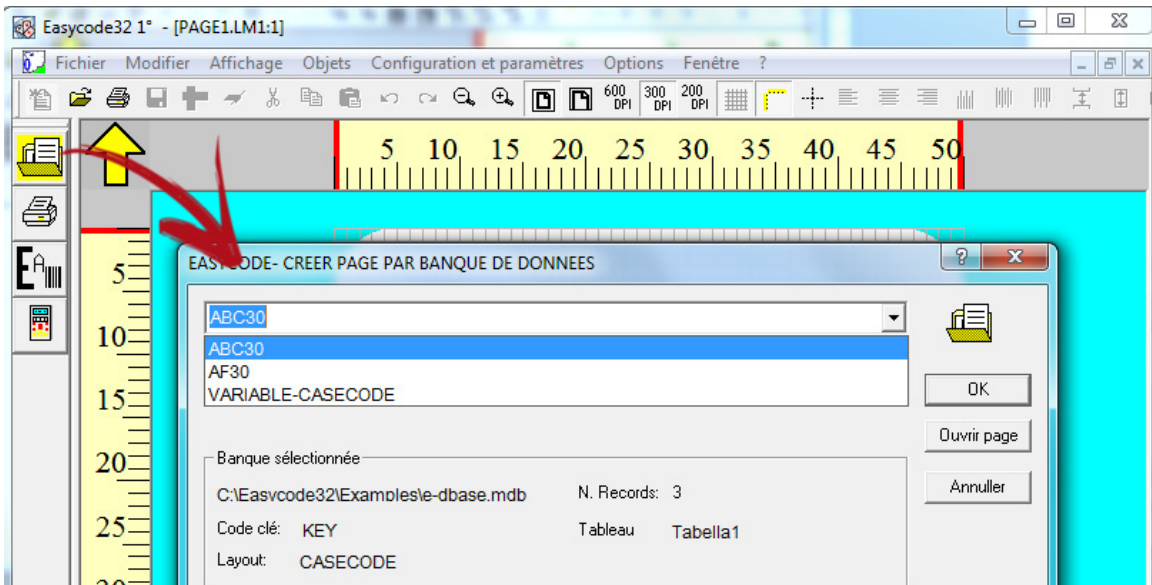 Easycode32 1° - [PAGE1.LM1:1]
Fichier Modifier Affichage Objets Configuration et paramètres Options Fenêtre ?
600 DPI 300 DPI 200 DPI
5 10 15 20 25 30 35 40 45 50
EASYCODE- CREER PAGE PAR BANQUE DE DONNEES
5
ABC30
ABC30
10
AF30
VARIABLE-CASECODE
OK
15
Ouvrir page
Banque sélectionnée
20
C:\Easycode32\Examples\e-dbase.mdb N. Records: 3
Annuller
Code clé: KEY Tableau Tabella1
25
Layout: CASECODE